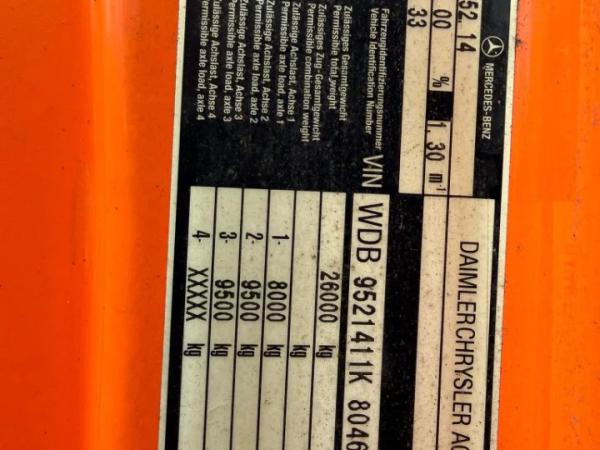 MERCEDES-BENZ
DAIMLERCHRYSLER AG
52. 14
00 % 1. 30 m-1
33
Fahrzeugidentifizierungsnummer
Vehicle Identification Number
VIN WDB 9521411K 8046
Zulässiges Gesamtgewicht
Permissible total weight
26000 kg
Zulässiges Zug-Gesamtgewicht
Permissible combination weight
kg
Zulässige Achslast, Achse 1
Permissible axle load, axle 1
1- 8000 kg
Zulässige Achslast, Achse 2
Permissible axle load, axle 2
2- 9500 kg
Zulässige Achslast, Achse 3
Permissible axle load, axle 3
3- 9500 kg
Zulässige Achslast, Achse 4
Permissible axle load, axle 4
4- XXXXX kg